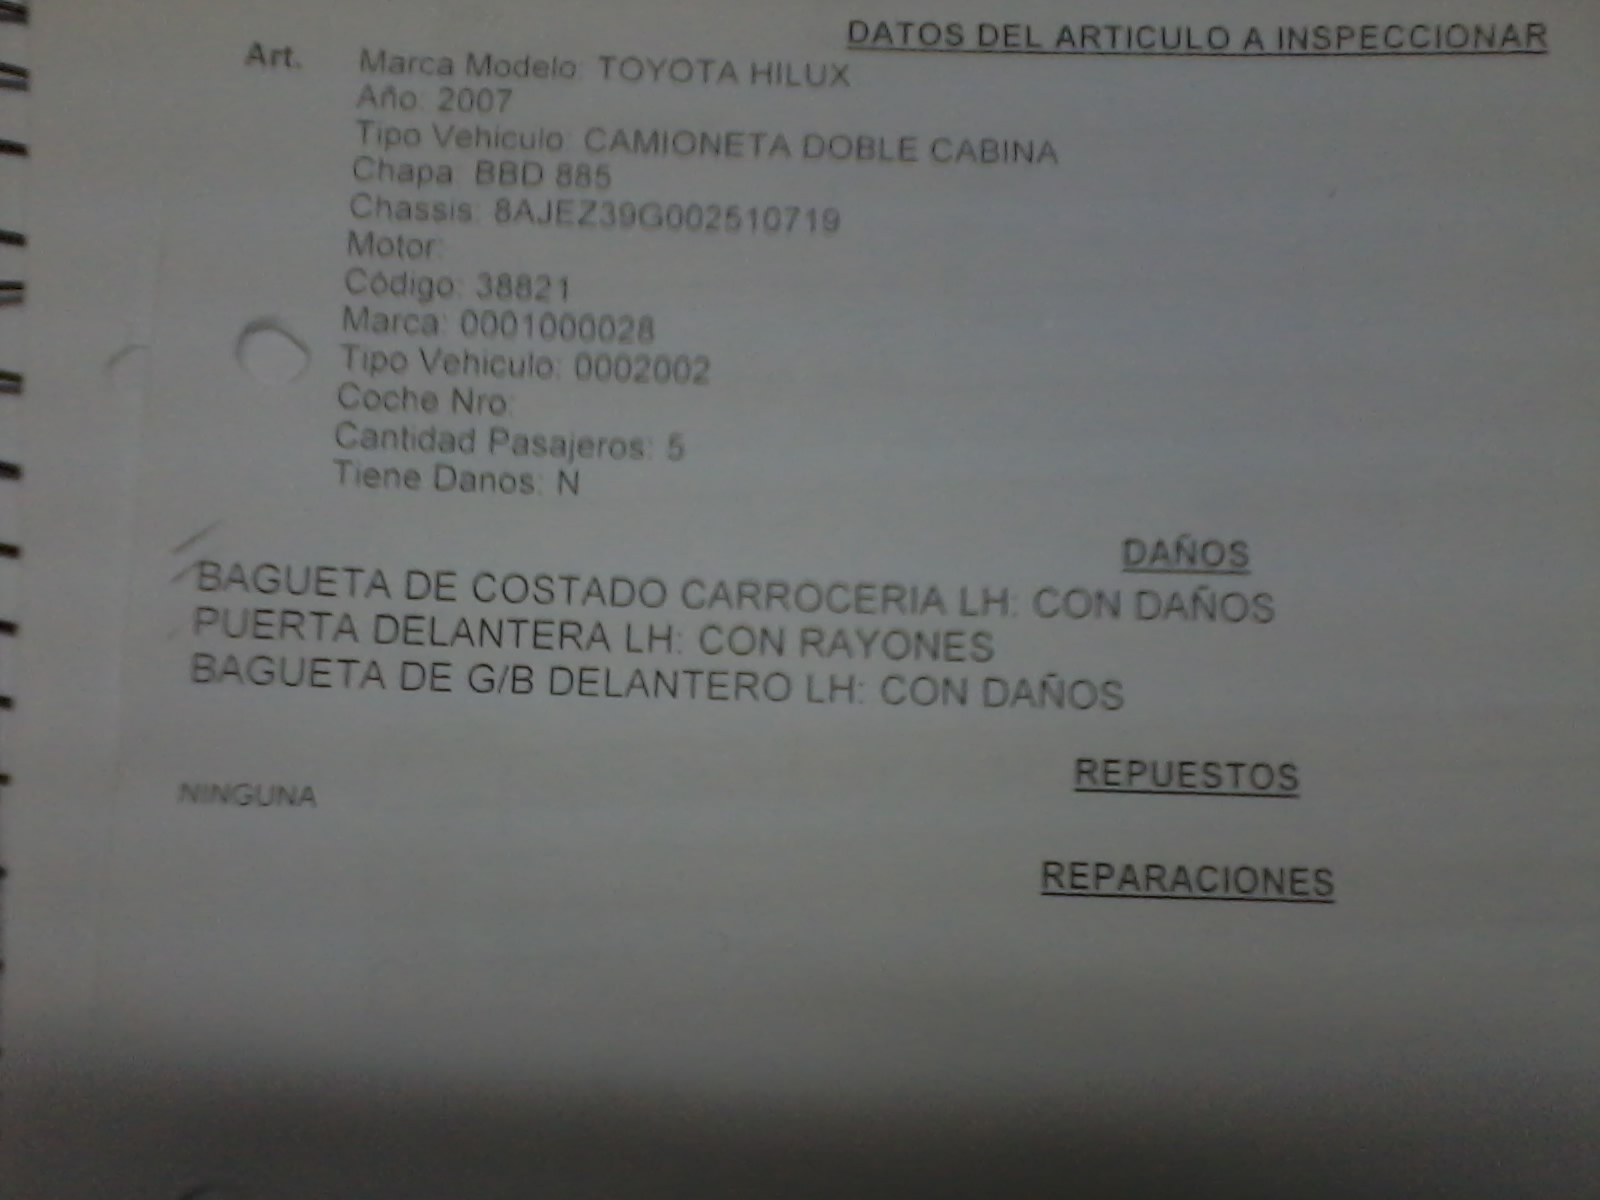 DATOS DEL ARTICULO A INSPECCIONAR
Art. Marca Modelo: TOYOTA HILUX
Año: 2007
Tipo Vehiculo: CAMIONETA DOBLE CABINA
Chapa: BBD 885
Chassis: 8AJEZ39G002510719
Motor:
Código: 38821
Marca: 0001000028
Tipo Vehiculo: 0002002
Coche Nro:
Cantidad Pasajeros: 5
Tiene Danos: N
DAÑOS
BAGUETA DE COSTADO CARROCERIA LH: CON DAÑOS
PUERTA DELANTERA LH: CON RAYONES
BAGUETA DE G/B DELANTERO LH: CON DAÑOS
REPUESTOS
NINGUNA
REPARACIONES